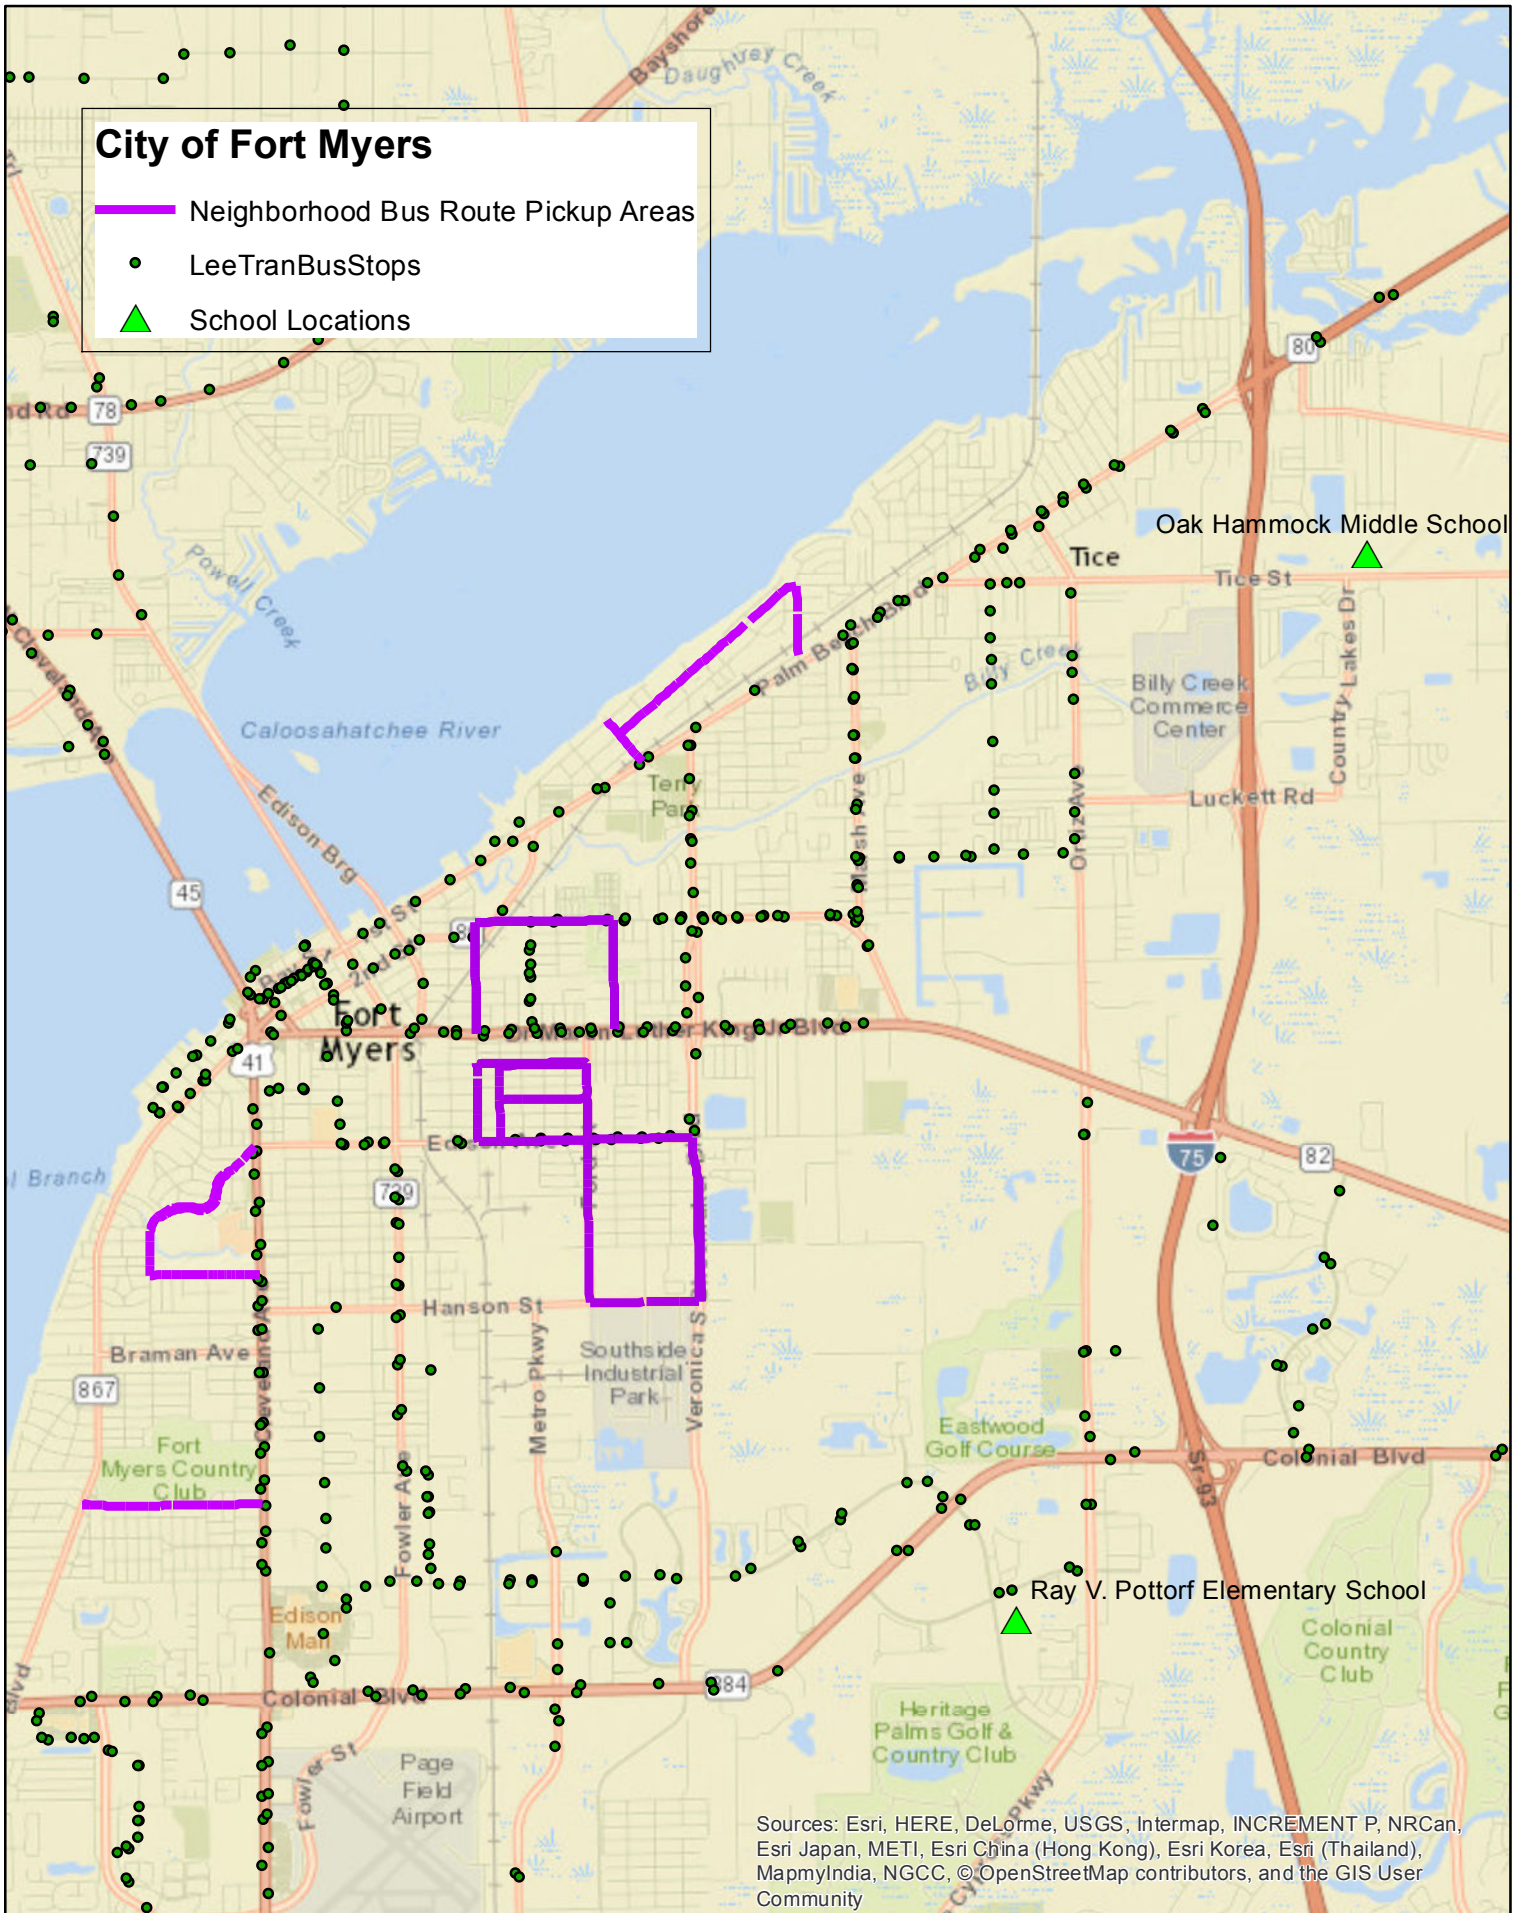 Bayshore
Daughtrey Creek
City of Fort Myers
Neighborhood Bus Route Pickup Areas
LeeTranBusStops
School Locations
80
78
739
Oak Hammock Middle School
Tice
Tice St
Powell Creek
Country Lakes Dr
Palm Beach Blvd
Billy Creek
Billy Creek
Commerce
Center
Caloosahatchee River
Luckett Rd
Edison Brg
Marsh Ave
Ortiz Ave
45
1st St
2nd St
Fort
Myers
41
Edison Ave
75
82
739
Hanson St
Braman Ave
Metro Pkwy
Southside
Industrial
Park
Veronica S
867
Fort
Myers Country
Club
Eastwood
Golf Course
Colonial Blvd
Sr-93
Fowler Ave
Ray V. Pottorf Elementary School
Edison
Mall
Colonial
Country
Club
Blvd
Colonial Blvd
884
Heritage
Palms Golf &
Country Club
Fowler St
Page
Field
Airport
Sources: Esri, HERE, DeLorme, USGS, Intermap, INCREMENT P, NRCan,
Esri Japan, METI, Esri China (Hong Kong), Esri Korea, Esri (Thailand),
MapmyIndia, NGCC, © OpenStreetMap contributors, and the GIS User
Community